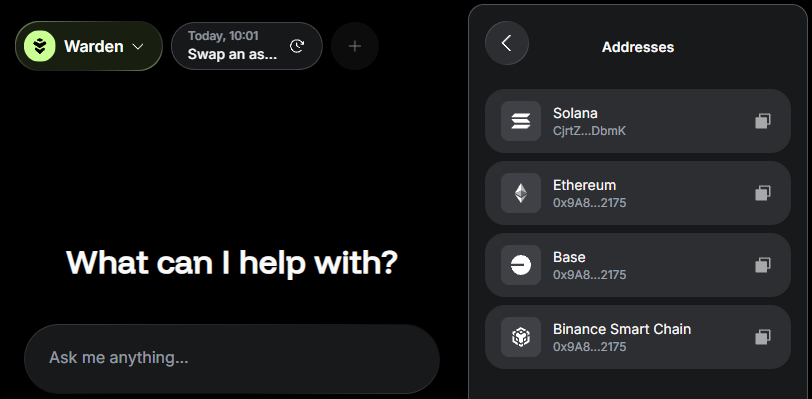 Warden
Today, 10:01
Swap an as...
What can I help with?
Ask me anything...
Addresses
Solana
CjrtZ...DbmK
Ethereum
0x9A8...2175
Base
0x9A8...2175
Binance Smart Chain
0x9A8...2175